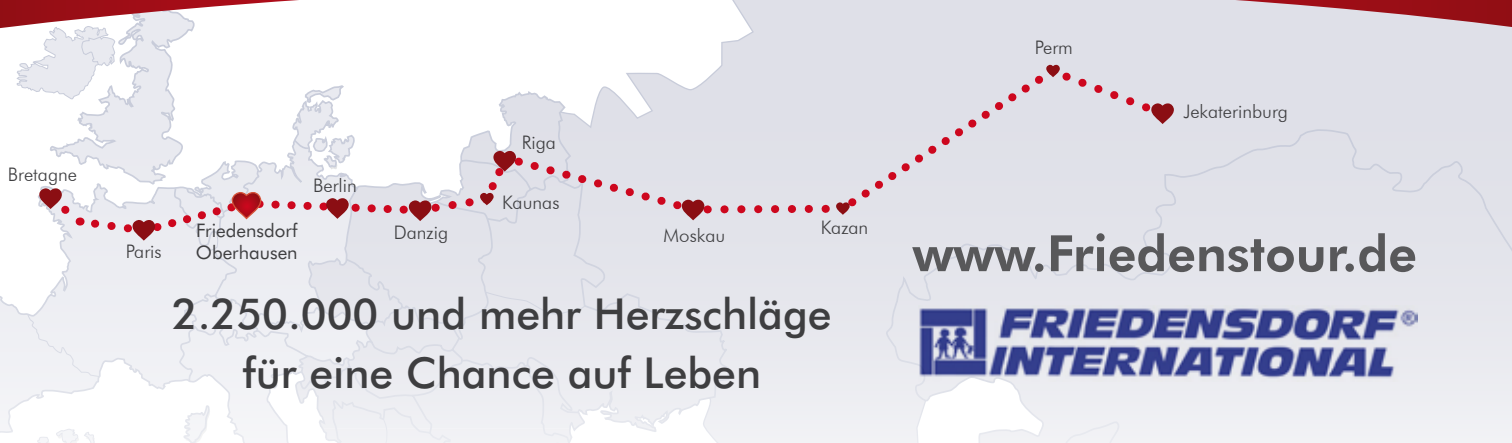 Perm
Jekaterinburg
Riga
Bretagne
Berlin
Kaunas
Friedensdorf
Oberhausen
Danzig
Kazan
Moskau
Paris
www.Friedenstour.de
2.250.000 und mehr Herzschläge
für eine Chance auf Leben
FRIEDENSDORF®
INTERNATIONAL